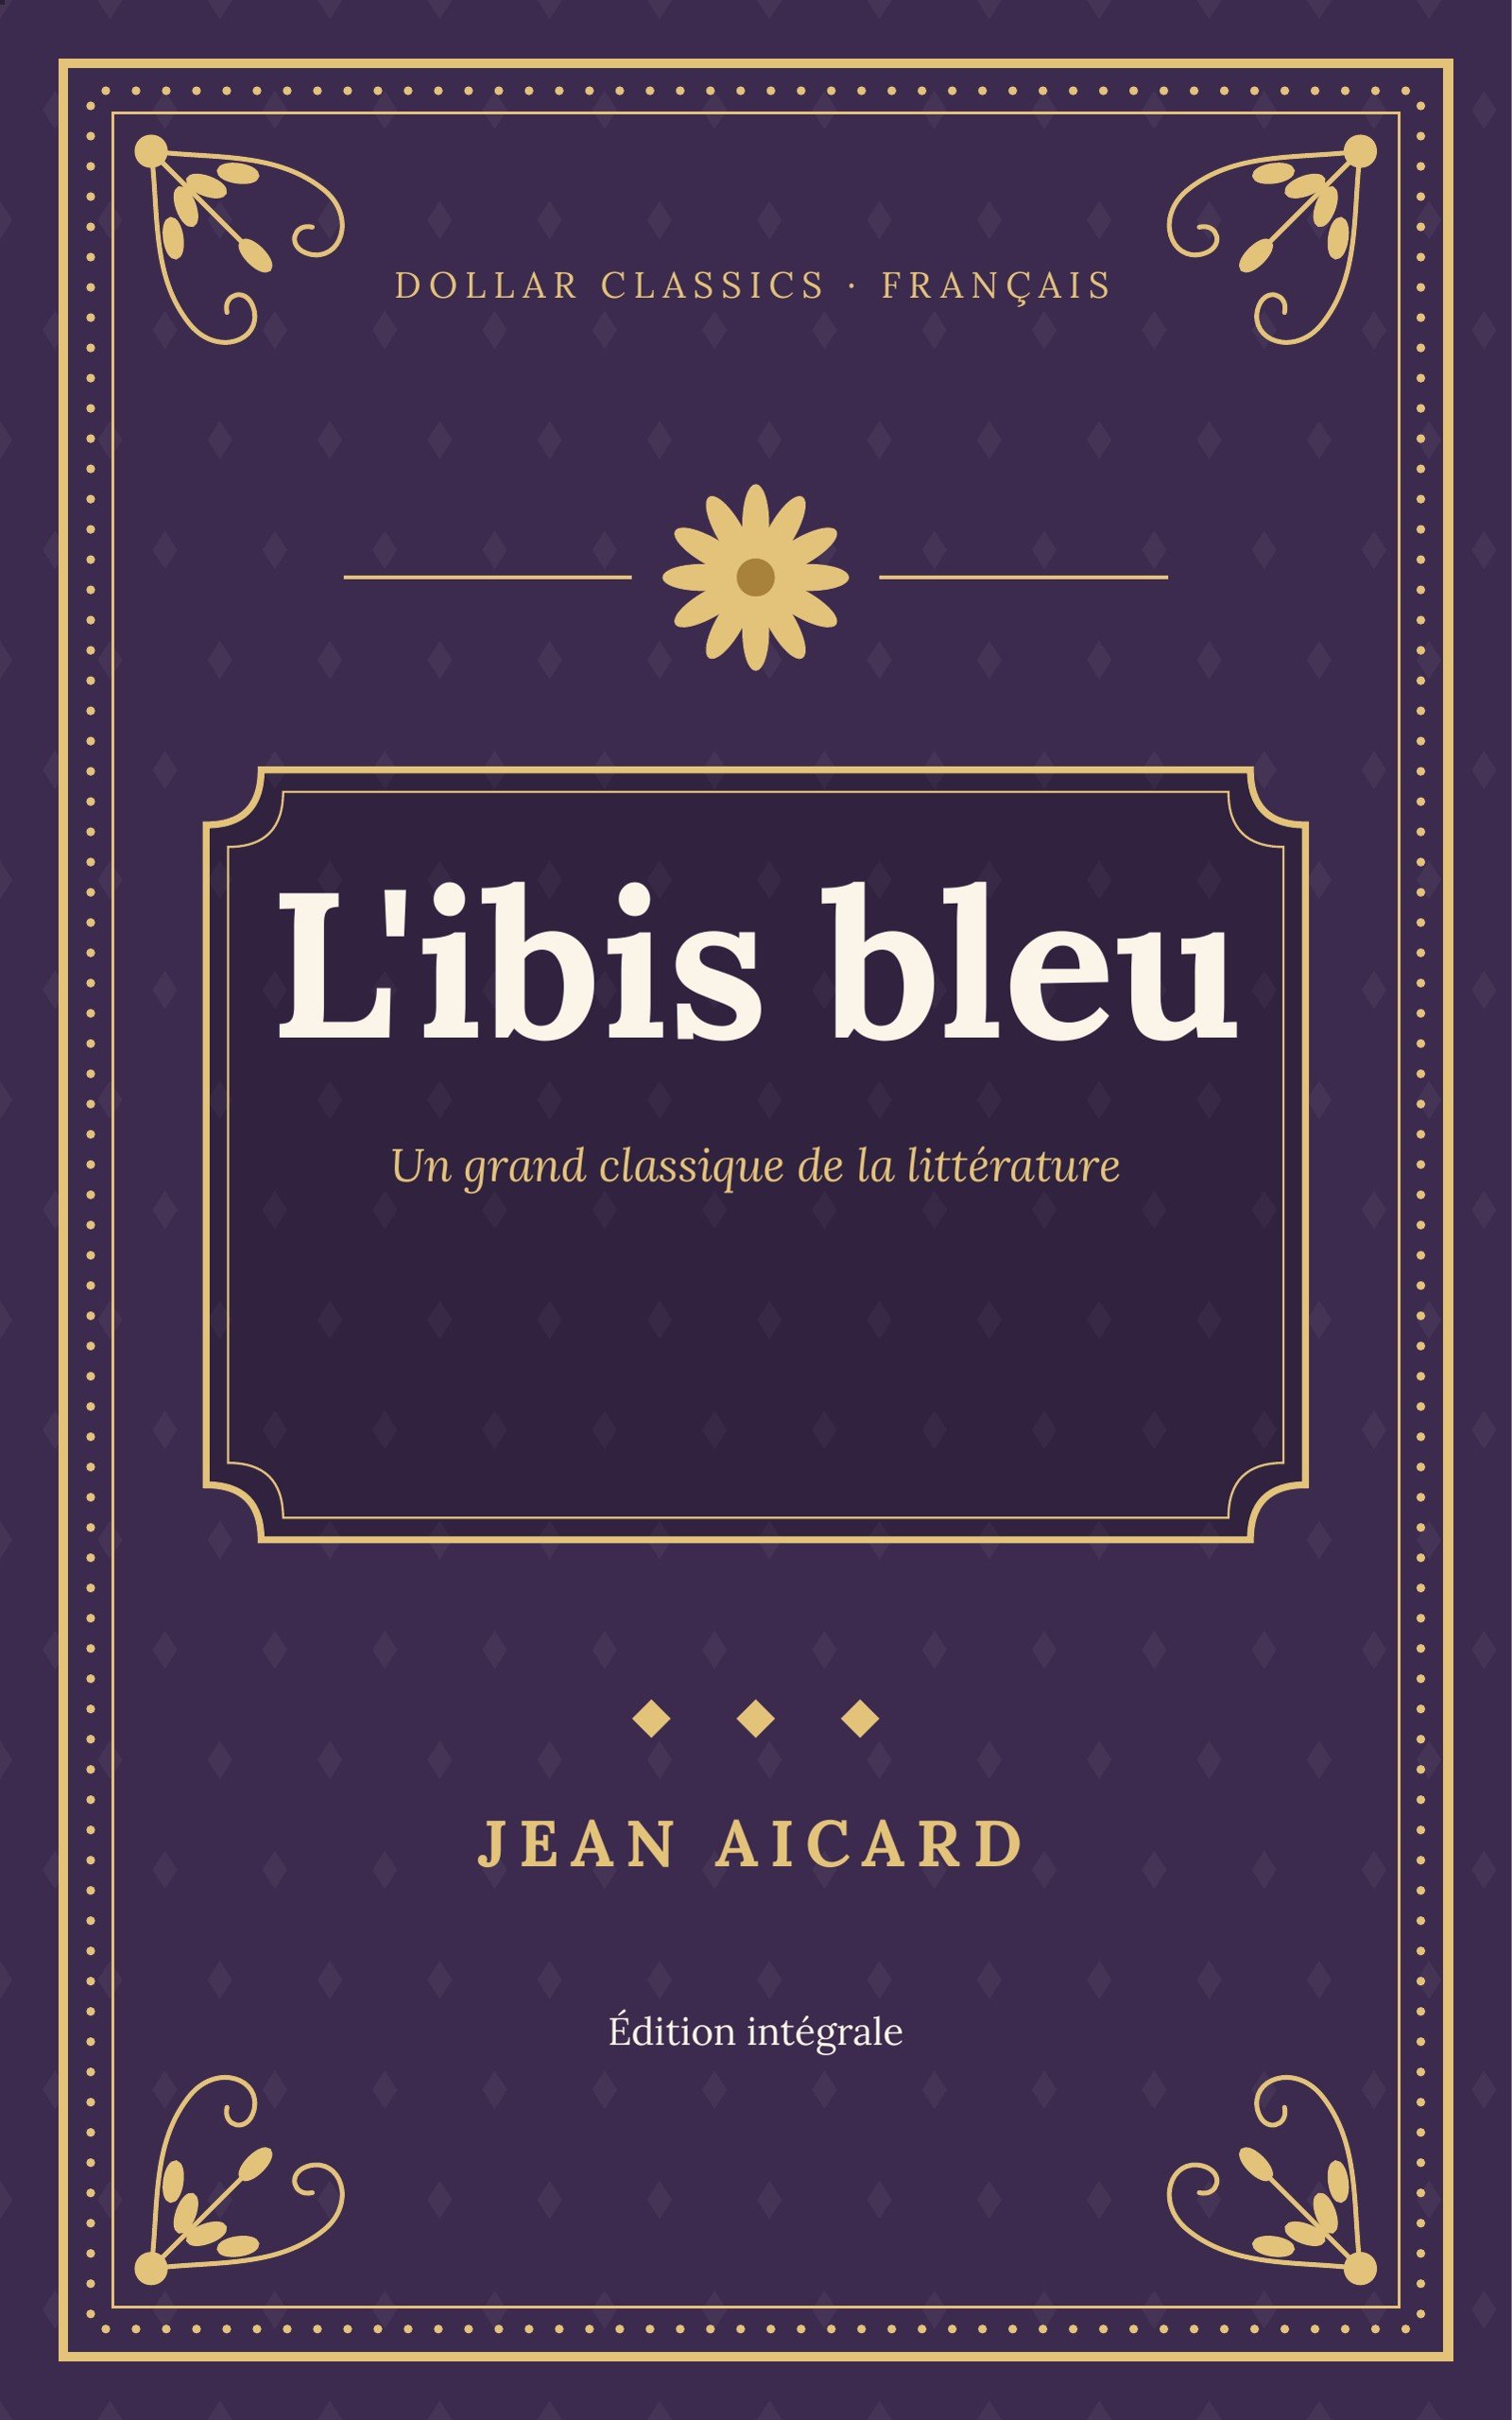 DOLLAR CLASSICS · FRANÇAIS
L'ibis bleu
Un grand classique de la littérature
JEAN AICARD
Édition intégrale